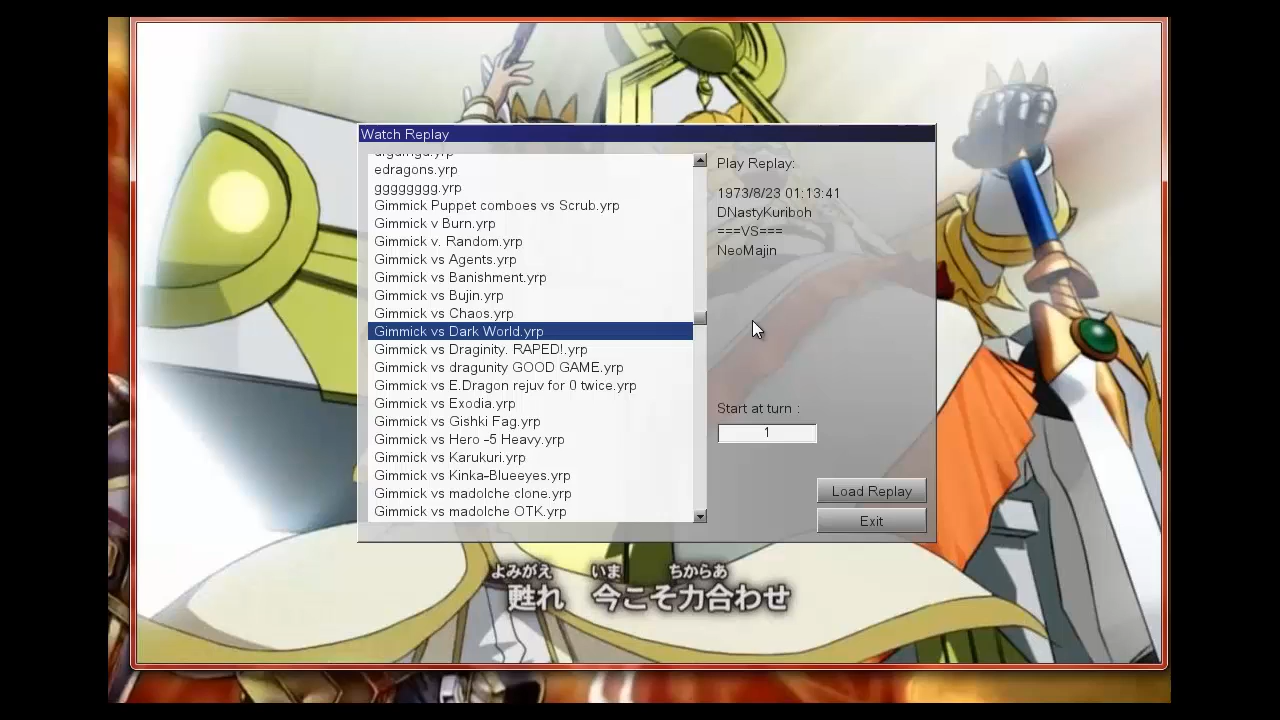 Watch Replay
edragons.yrp
gggggggg.yrp
Gimmick Puppet comboes vs Scrub.yrp
Gimmick v Burn.yrp
Gimmick v. Random.yrp
Gimmick vs Agents.yrp
Gimmick vs Banishment.yrp
Gimmick vs Bujin.yrp
Gimmick vs Chaos.yrp
Gimmick vs Dark World.yrp
Gimmick vs Draginity. RAPED!.yrp
Gimmick vs dragunity GOOD GAME.yrp
Gimmick vs E.Dragon rejuv for 0 twice.yrp
Gimmick vs Exodia.yrp
Gimmick vs Gishki Fag.yrp
Gimmick vs Hero -5 Heavy.yrp
Gimmick vs Karukuri.yrp
Gimmick vs Kinka-Blueeyes.yrp
Gimmick vs madolche clone.yrp
Gimmick vs madolche OTK.yrp
Play Replay:
1973/8/23 01:13:41
DNastyKuriboh
===VS===
NeoMajin
Start at turn :
1
Load Replay
Exit
よみがえ いま ちからあ
甦れ 今こそ力合わせ